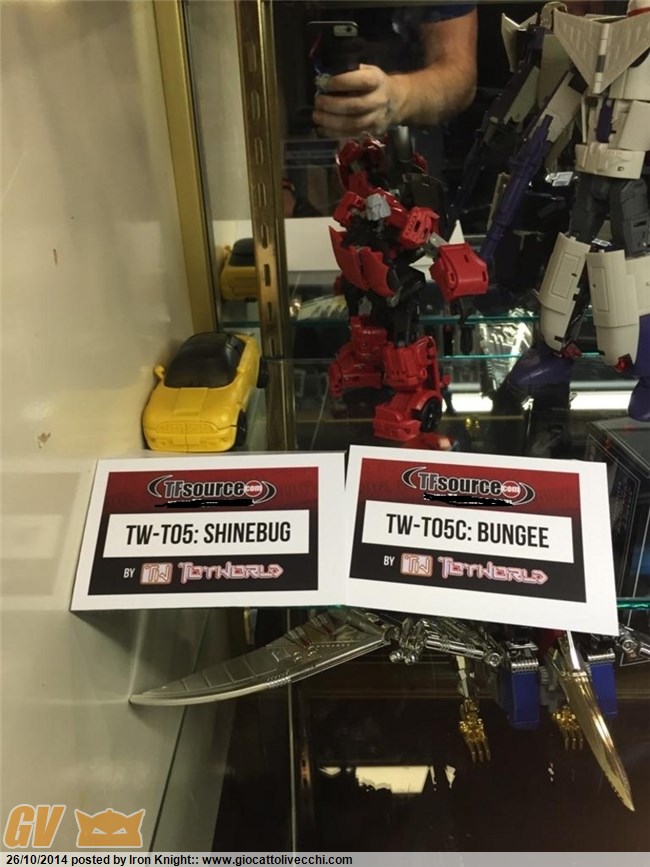 TFsource.com
TW-T05: SHINEBUG
BY TW TOYWORLD
TFsource.com
TW-T05C: BUNGEE
BY TW TOYWORLD
GV
26/10/2014 posted by Iron Knight:: www.giocattolivecchi.com